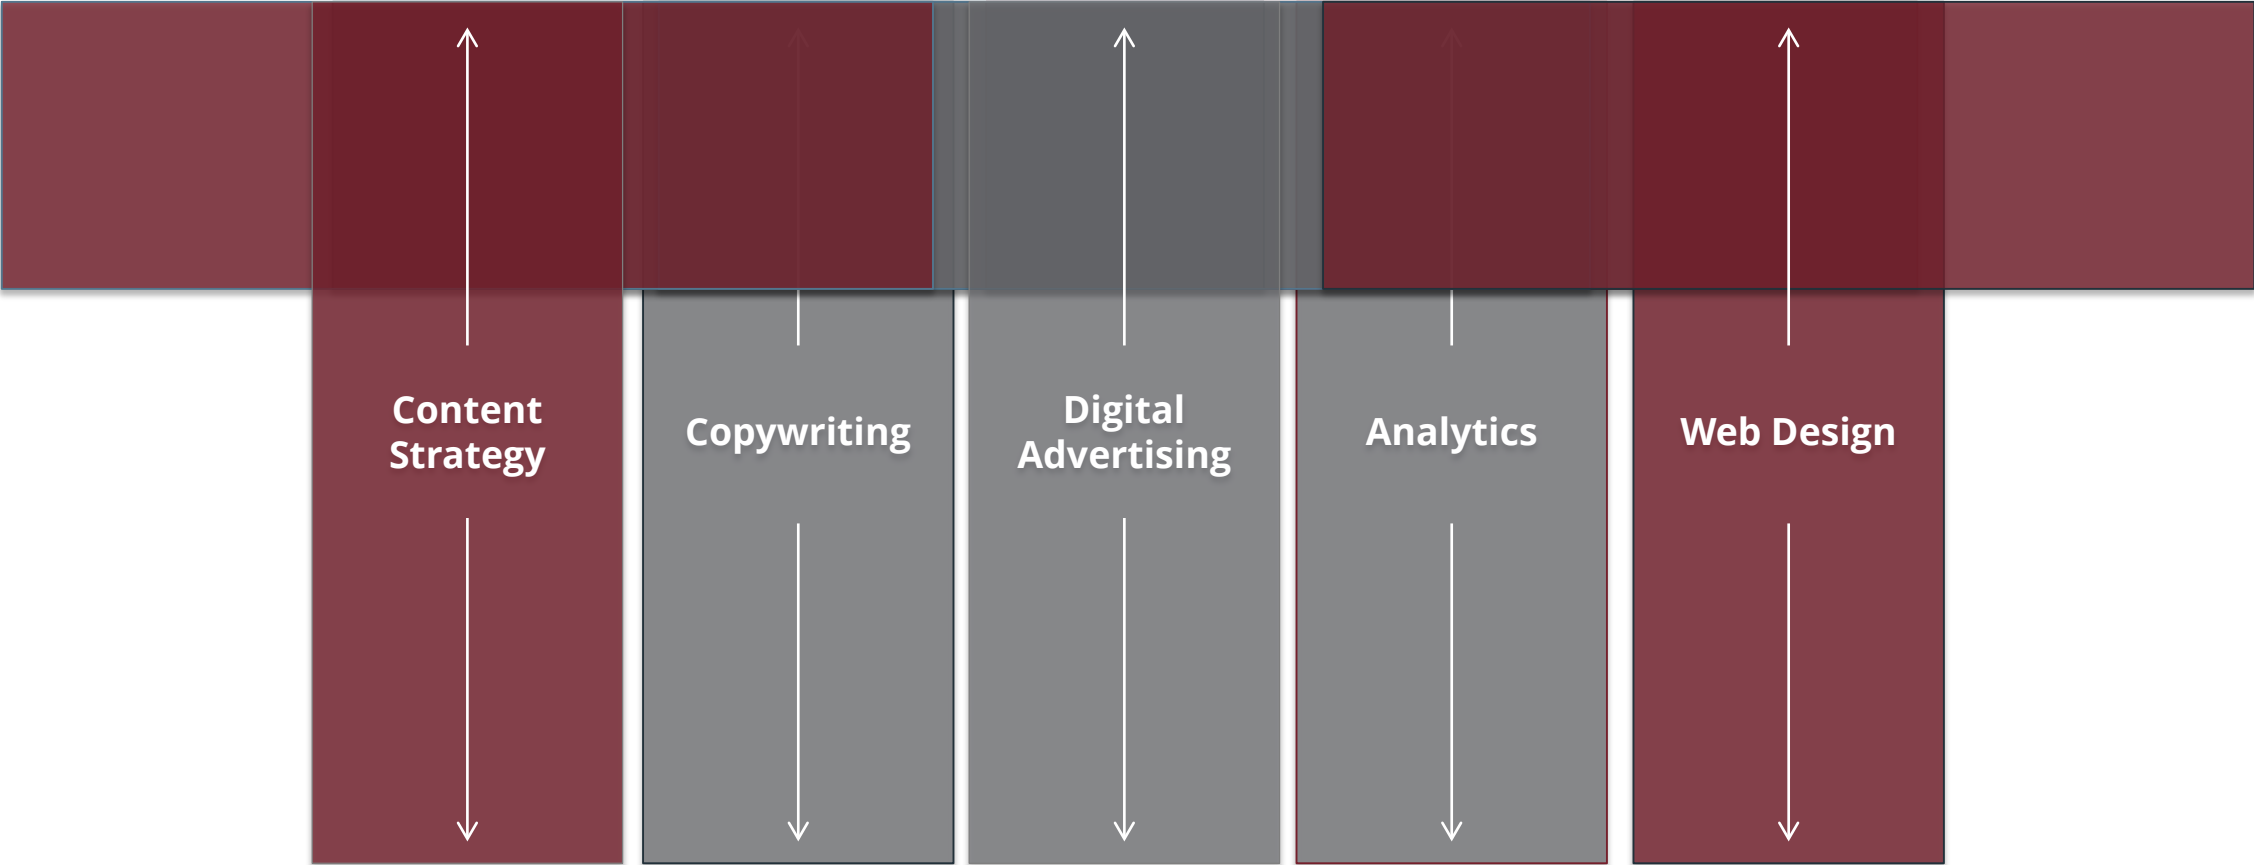 Content
Strategy
Copywriting
Digital
Advertising
Analytics
Web Design